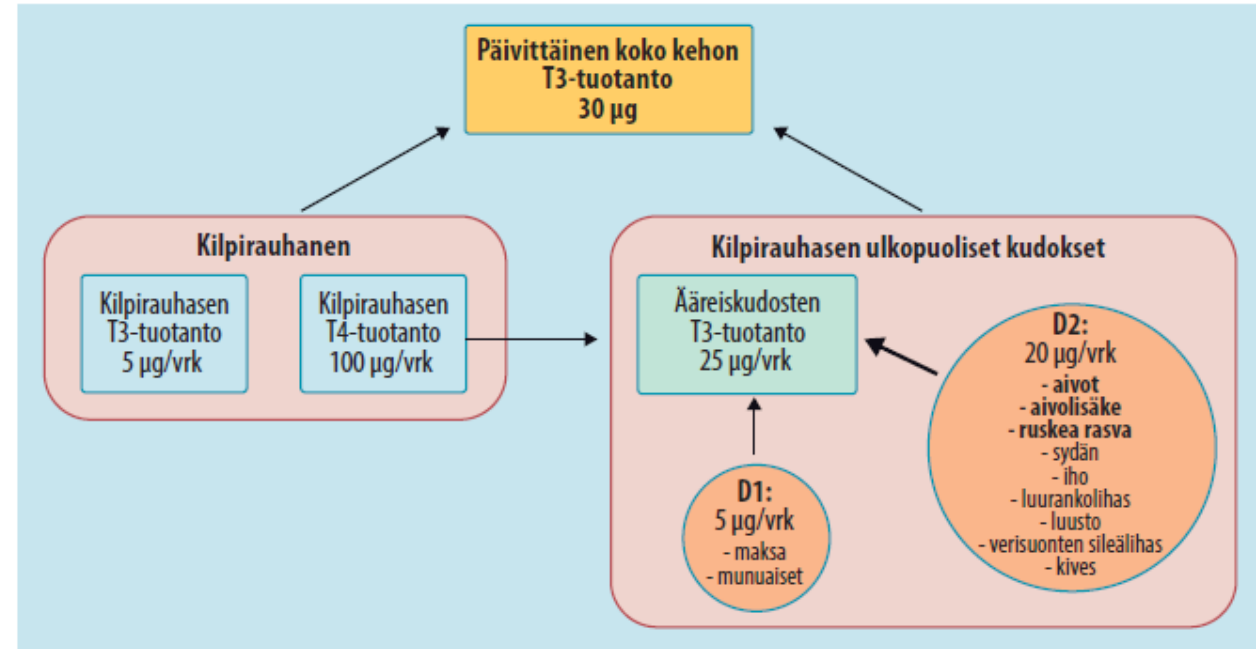 Päivittäinen koko kehon
T3-tuotanto
30 µg
Kilpirauhanen
Kilpirauhasen
T3-tuotanto
5 µg/vrk
Kilpirauhasen
T4-tuotanto
100 µg/vrk
Kilpirauhasen ulkopuoliset kudokset
Ääreiskudosten
T3-tuotanto
25 µg/vrk
D1:
5 µg/vrk
- maksa
- munuaiset
D2:
20 µg/vrk
- aivot
- aivolisäke
- ruskea rasva
- sydän
- iho
- luurankolihas
- luusto
- verisuonten sileälihas
- kives